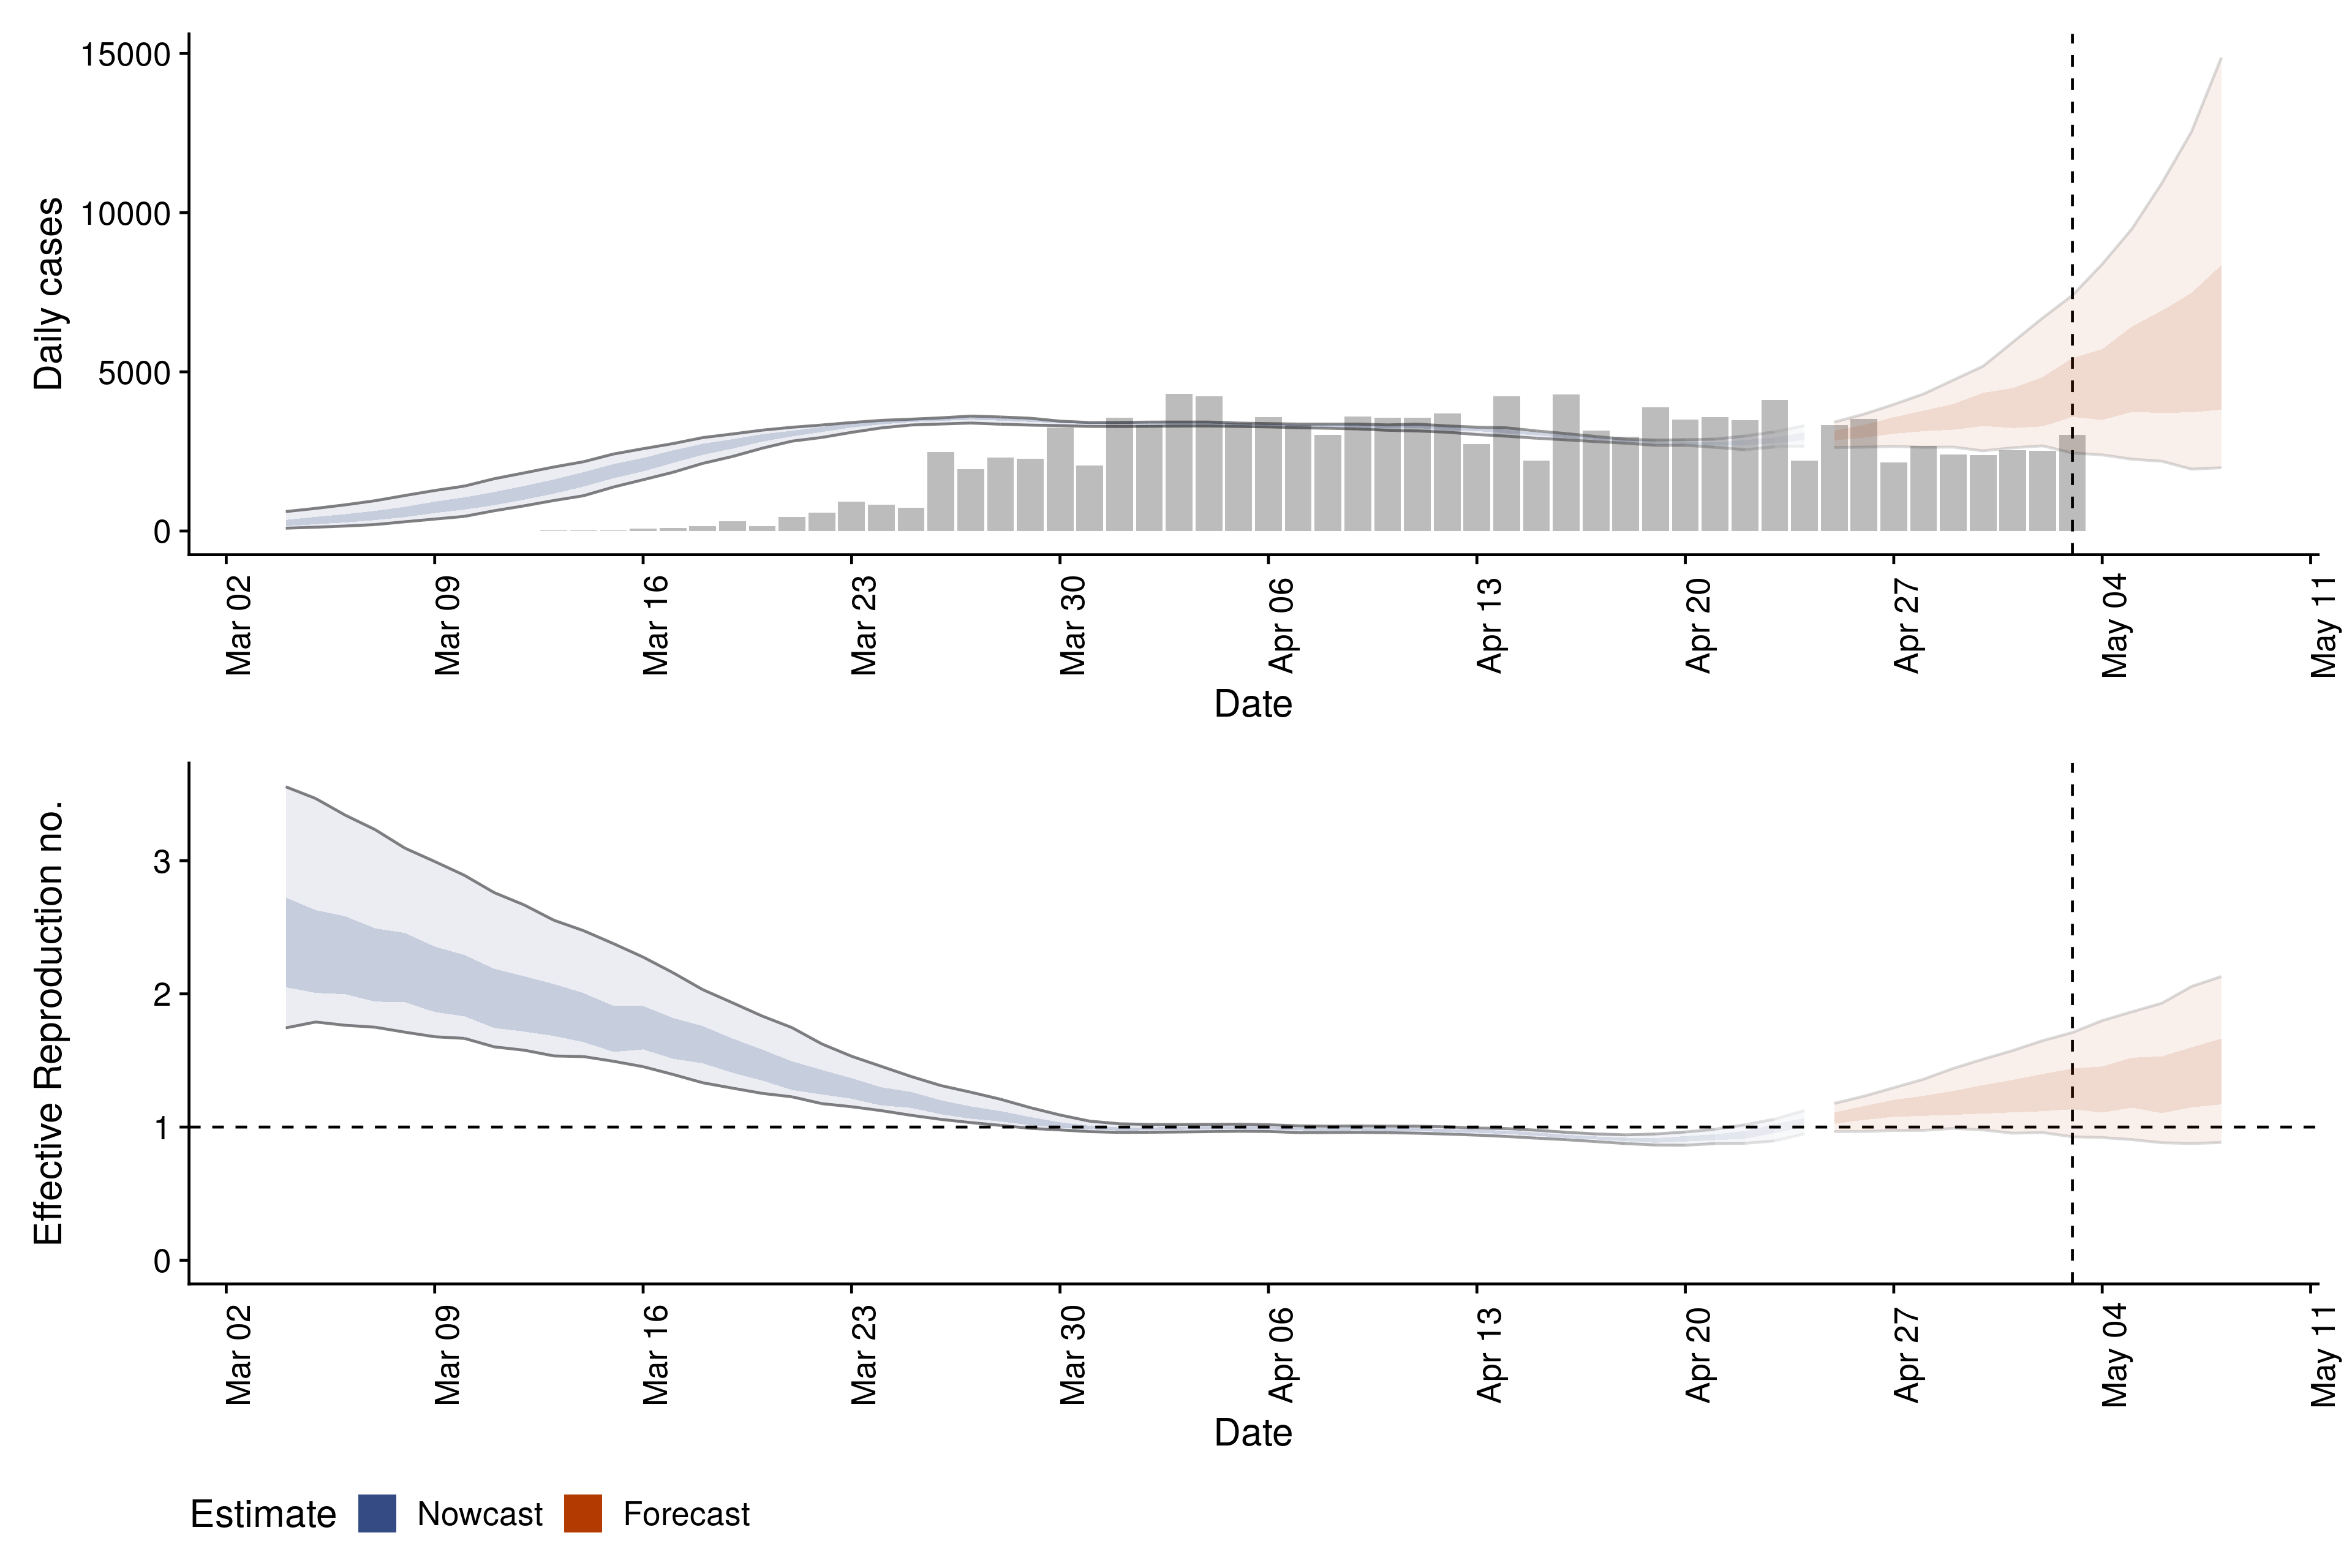 15000
10000
5000
0
Daily cases
Mar 02
Mar 09
Mar 16
Mar 23
Mar 30
Apr 06
Apr 13
Apr 20
Apr 27
May 04
May 11
Date
3
2
1
0
Effective Reproduction no.
Mar 02
Mar 09
Mar 16
Mar 23
Mar 30
Apr 06
Apr 13
Apr 20
Apr 27
May 04
May 11
Date
Estimate Nowcast Forecast